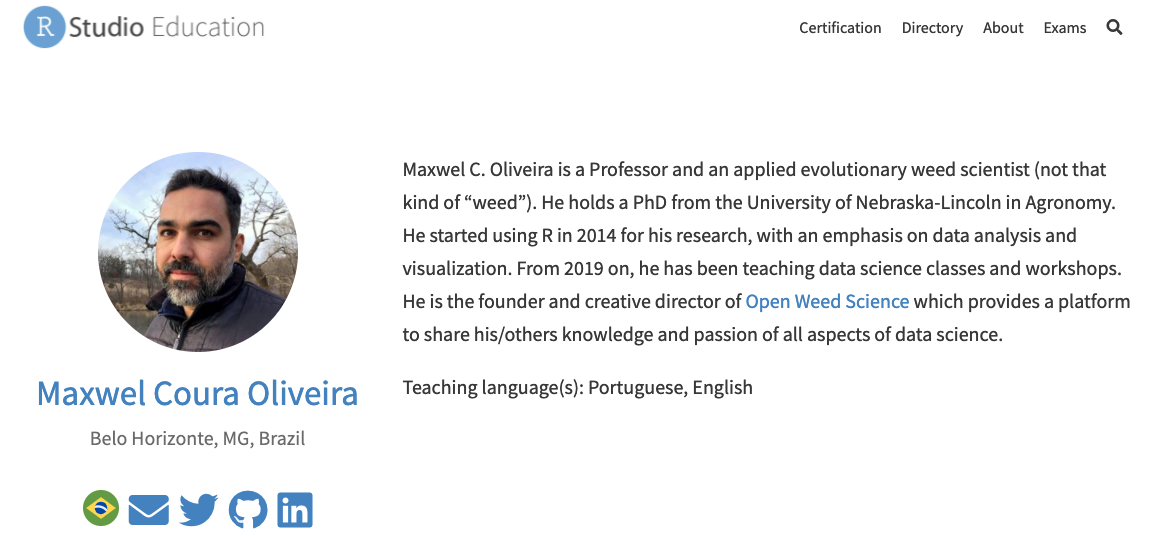 R Studio Education
Certification Directory About Exams
Maxwel C. Oliveira is a Professor and an applied evolutionary weed scientist (not that
kind of “weed”). He holds a PhD from the University of Nebraska-Lincoln in Agronomy.
He started using R in 2014 for his research, with an emphasis on data analysis and
visualization. From 2019 on, he has been teaching data science classes and workshops.
He is the founder and creative director of Open Weed Science which provides a platform
to share his/others knowledge and passion of all aspects of data science.
Teaching language(s): Portuguese, English
Maxwel Coura Oliveira
Belo Horizonte, MG, Brazil
in